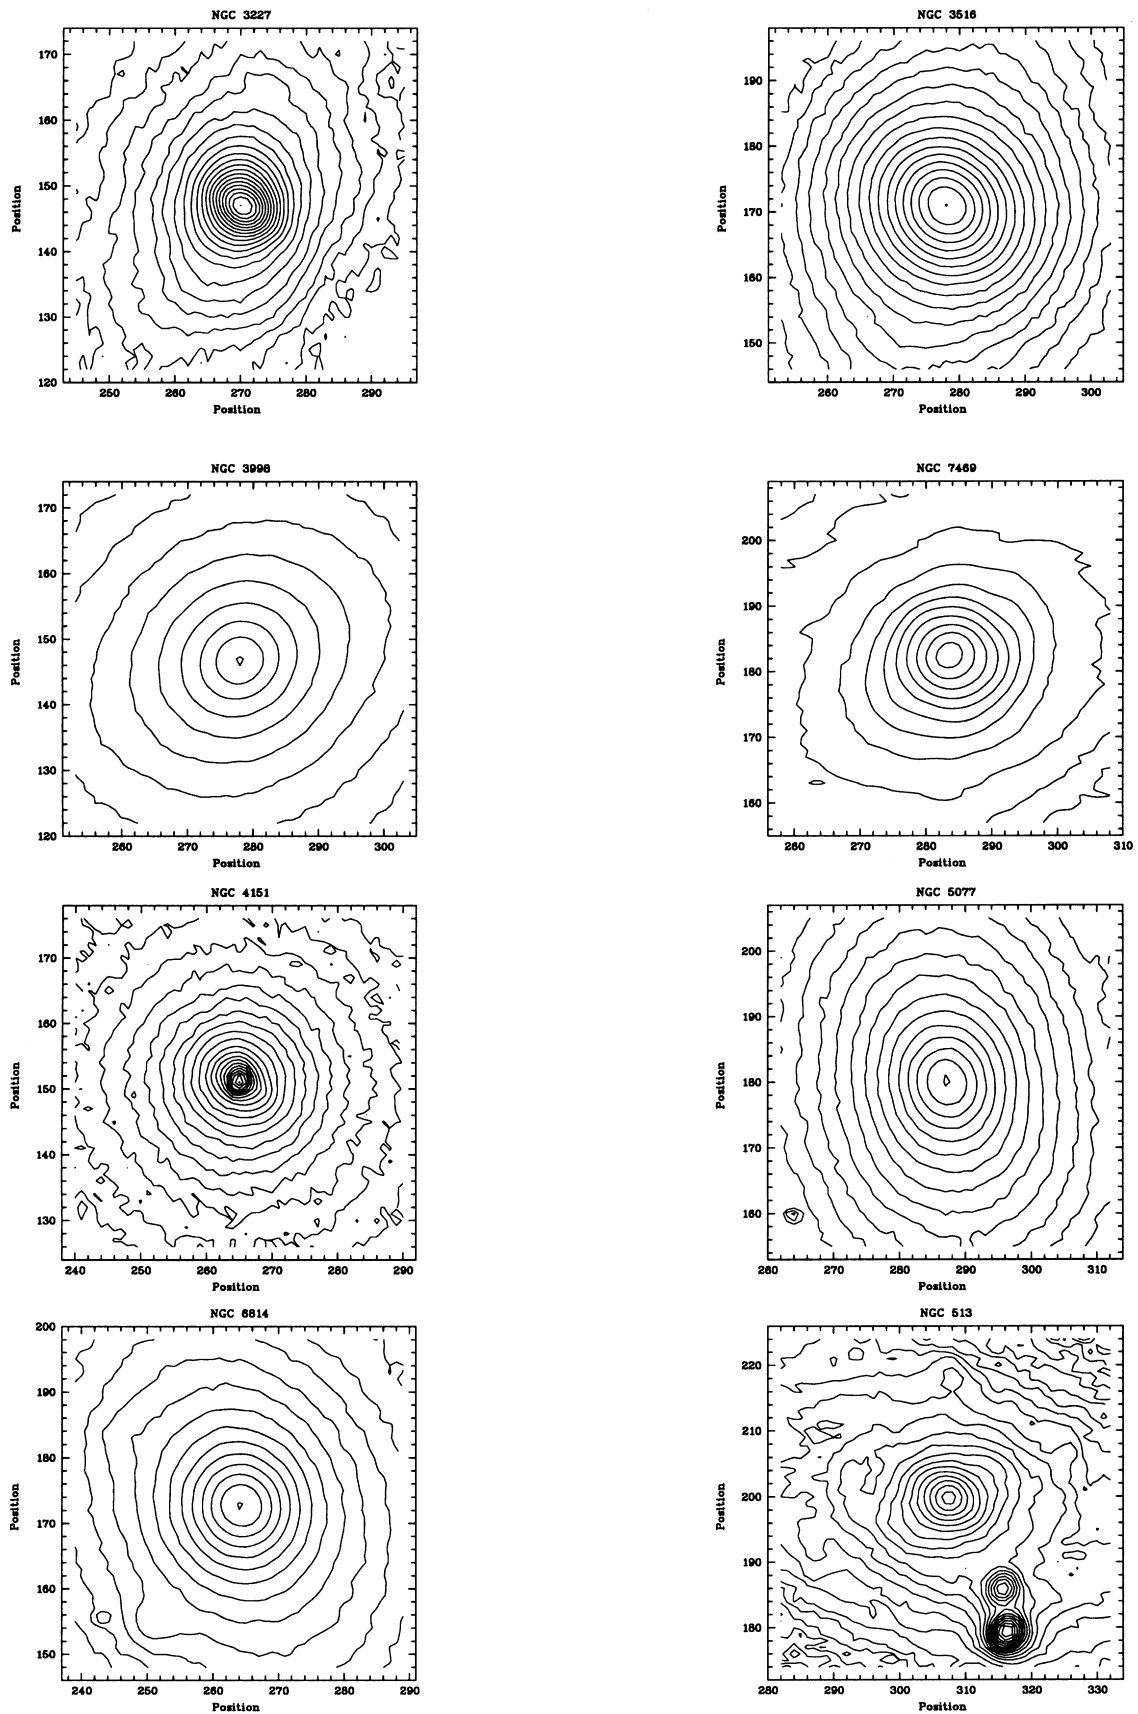 NGC 3227
170
160
150
140
130
120
Position
250 260 270 280 290
Position
NGC 3516
190
180
170
160
150
Position
260 270 280 290 300
Position
NGC 3998
170
160
150
140
130
120
Position
260 270 280 290 300
Position
NGC 7469
200
190
180
170
160
Position
260 270 280 290 300 310
Position
NGC 4151
170
160
150
140
130
Position
240 250 260 270 280 290
Position
NGC 5077
200
190
180
170
160
Position
260 270 280 290 300 310
Position
NGC 6814
200
190
180
170
160
150
Position
240 250 260 270 280 290
Position
NGC 513
220
210
200
190
180
Position
280 290 300 310 320 330
Position